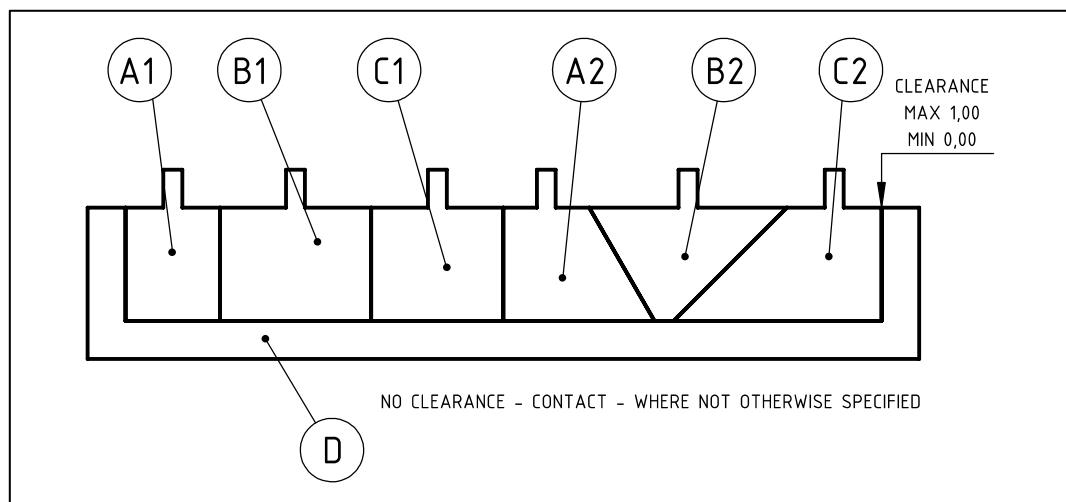 A1 B1 C1 A2 B2 C2
CLEARANCE
MAX 1,00
MIN 0,00
NO CLEARANCE - CONTACT - WHERE NOT OTHERWISE SPECIFIED
D